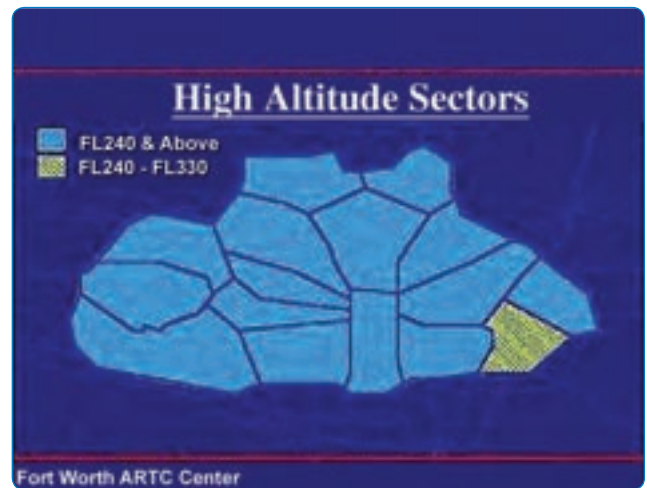 High Altitude Sectors
FL240 & Above
FL240 - FL330
Fort Worth ARTC Center